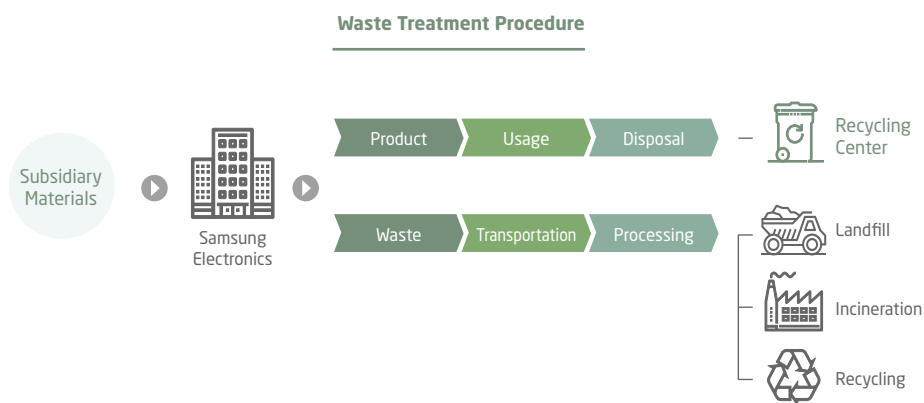 Waste Treatment Procedure
Subsidiary
Materials
Samsung
Electronics
Product
Usage
Disposal
Recycling
Center
Waste
Transportation
Processing
Landfill
Incineration
Recycling